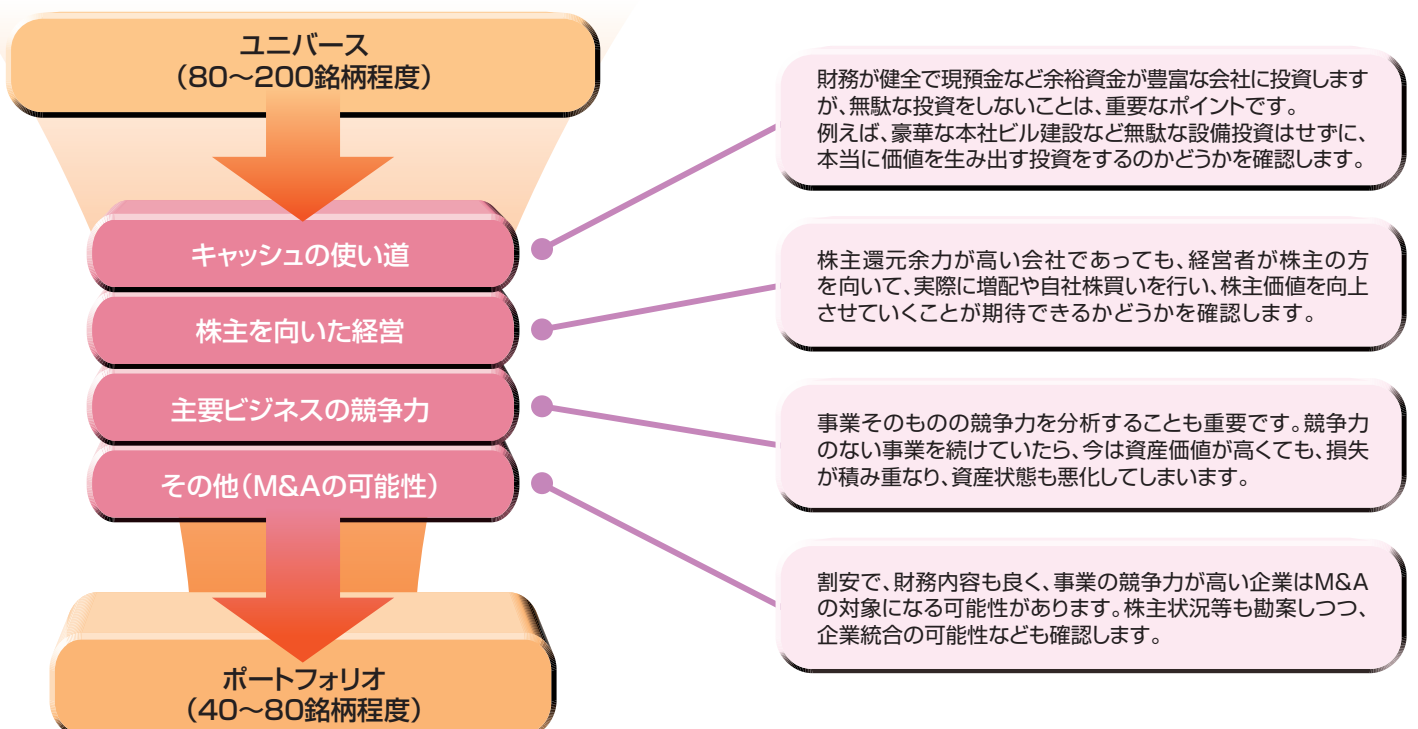 ユニバース
（80〜200銘柄程度）
キャッシュの使い道
株主を向いた経営
主要ビジネスの競争力
その他（M&Aの可能性）
ポートフォリオ
（40〜80銘柄程度）
財務が健全で現預金など余裕資金が豊富な会社に投資します
が、無駄な投資をしないことは、重要なポイントです。
例えば、豪華な本社ビル建設など無駄な設備投資はせずに、
本当に価値を生み出す投資をするのかどうかを確認します。
株主還元余力が高い会社であっても、経営者が株主の方
を向いて、実際に増配や自社株買いを行い、株主価値を向上
させていくことが期待できるかどうかを確認します。
事業そのものの競争力を分析することも重要です。競争力
のない事業を続けていたら、今は資産価値が高くても、損失
が積み重なり、資産状態も悪化してしまいます。
割安で、財務内容も良く、事業の競争力が高い企業はM&A
の対象になる可能性があります。株主状況等も勘案しつつ、
企業統合の可能性なども確認します。